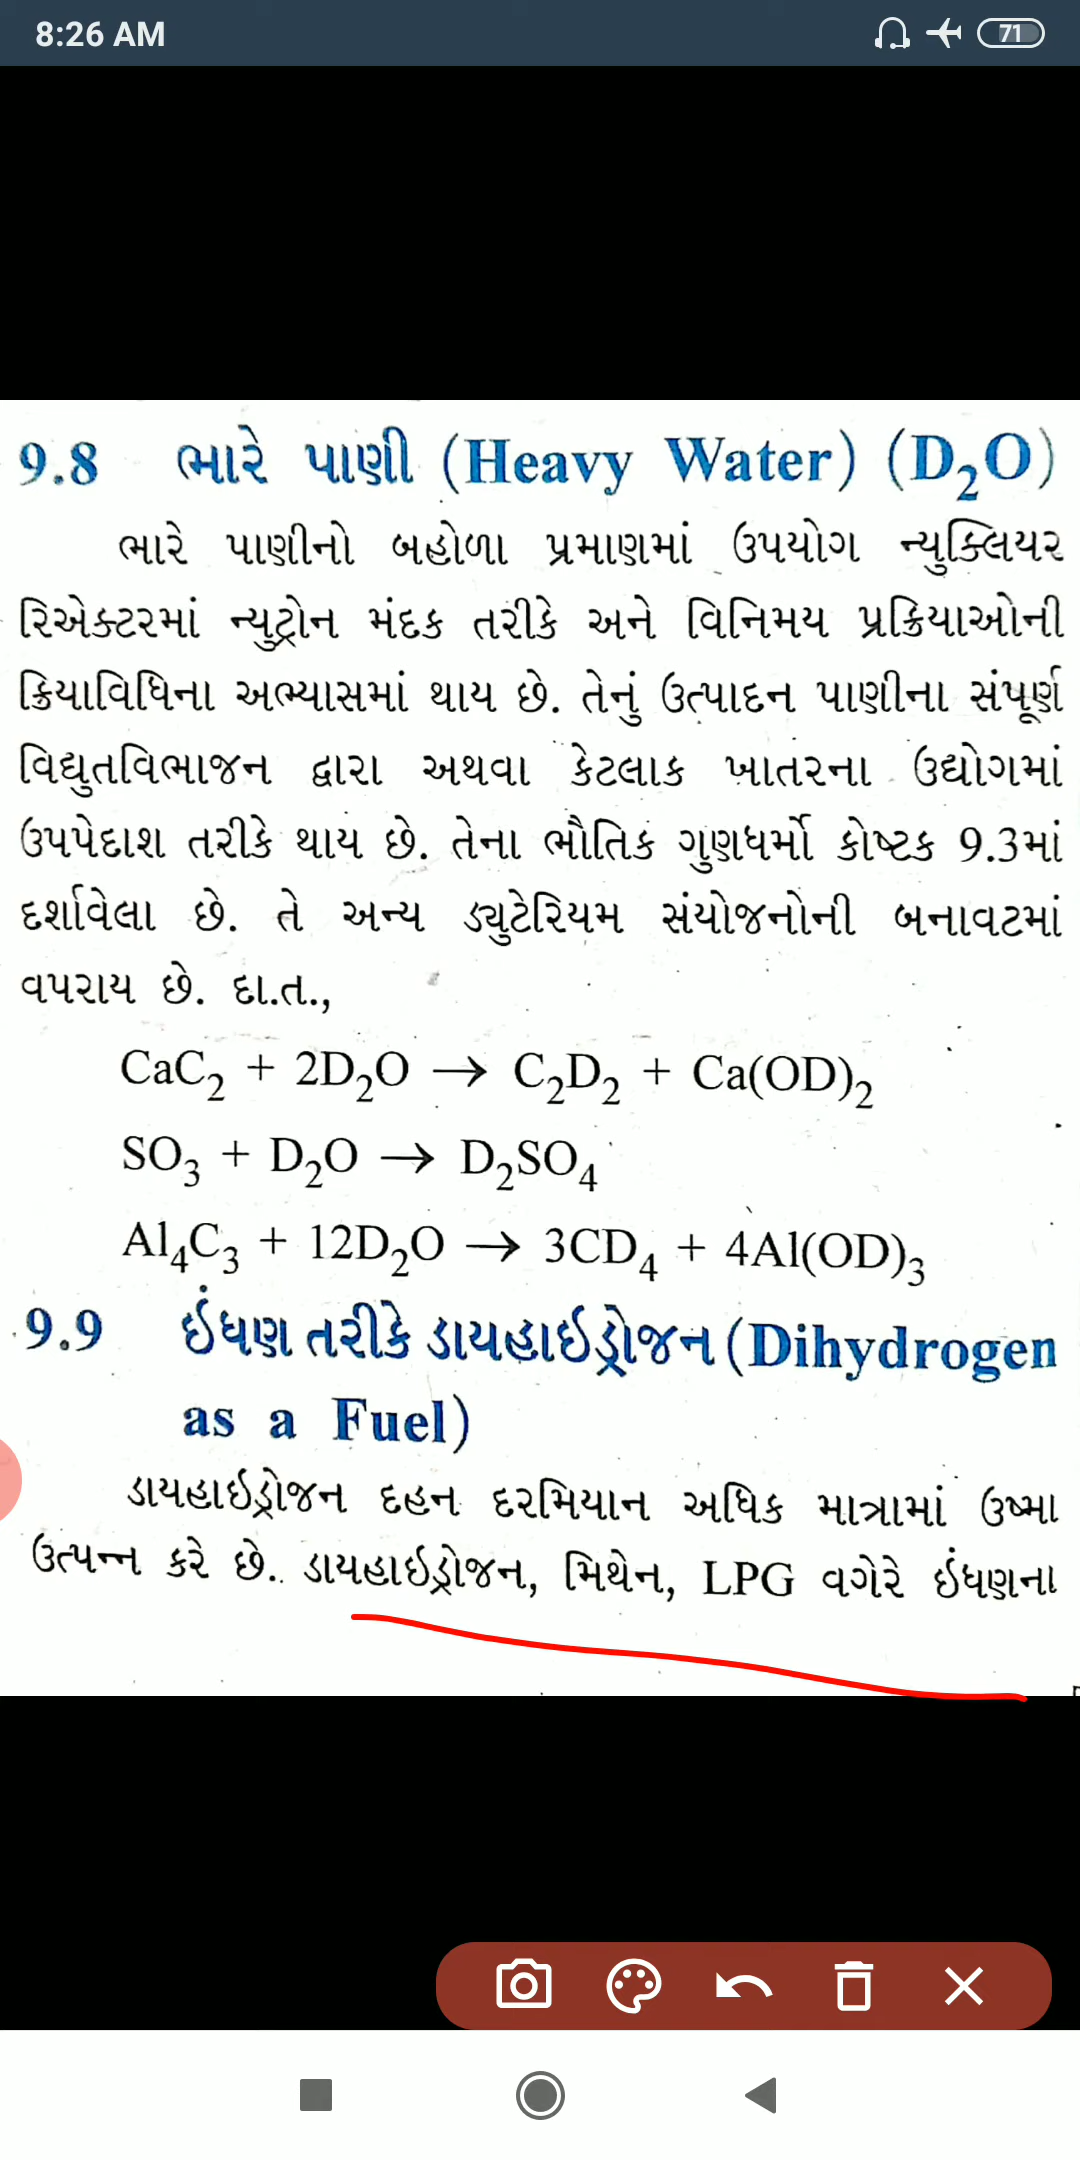 8:26 AM
71
9.8 ભારે પાણી (Heavy Water) (D₂O)
ભારે પાણીનો બહોળા પ્રમાણમાં ઉપયોગ ન્યુક્લિયર
રિએક્ટરમાં ન્યુટ્રોન મંદક તરીકે અને વિનિમય પ્રક્રિયાઓની
ક્રિયાવિધિના અભ્યાસમાં થાય છે. તેનું ઉત્પાદન પાણીના સંપૂર્ણ
વિદ્યુતવિભાજન દ્વારા અથવા કેટલાક ખાતરના ઉદ્યોગમાં
ઉપપેદાશ તરીકે થાય છે. તેના ભૌતિક ગુણધર્મો કોષ્ટક 9.3માં
દર્શાવેલા છે. તે અન્ય ડ્યુટેરિયમ સંયોજનોની બનાવટમાં
વપરાય છે. દા.ત.,
CaC₂ + 2D₂O → C₂D₂ + Ca(OD)₂
SO₃ + D₂O → D₂SO₄
Al₄C₃ + 12D₂O → 3CD₄ + 4Al(OD)₃
9.9 ઇંધણ તરીકે ડાયહાઇડ્રોજન (Dihydrogen
as a Fuel)
ડાયહાઇડ્રોજન દહન દરમિયાન અધિક માત્રામાં ઉષ્મા
ઉત્પન્ન કરે છે. ડાયહાઇડ્રોજન, મિથેન, LPG વગેરે ઇંધણના